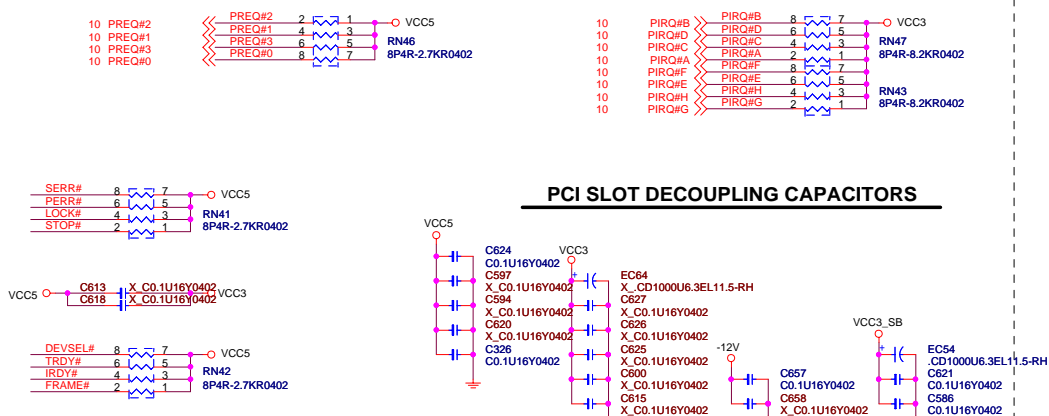 10 PREQ#2 PREQ#2 2 1 VCC5
10 PREQ#1 PREQ#1 4 3 RN46
10 PREQ#3 PREQ#3 6 5 8P4R-2.7KR0402
10 PREQ#0 PREQ#0 8 7
10 PIRQ#B PIRQ#B 8 7 VCC3
10 PIRQ#D PIRQ#D 6 5 RN47
10 PIRQ#C PIRQ#C 4 3 8P4R-8.2KR0402
10 PIRQ#A PIRQ#A 2 1
10 PIRQ#F PIRQ#F 8 7
10 PIRQ#E PIRQ#E 6 5
10 PIRQ#H PIRQ#H 4 3 RN43
10 PIRQ#G PIRQ#G 2 1 8P4R-8.2KR0402
SERR# 8 7 VCC5
PERR# 6 5
LOCK# 4 3 RN41
STOP# 2 1 8P4R-2.7KR0402
VCC5 C613 X_C0.1U16Y0402 VCC3
C618 X_C0.1U16Y0402
DEVSEL# 8 7 VCC5
TRDY# 6 5
IRDY# 4 3 RN42
FRAME# 2 1 8P4R-2.7KR0402
PCI SLOT DECOUPLING CAPACITORS
VCC5
C624
C0.1U16Y0402
C597
X_C0.1U16Y0402
C594
X_C0.1U16Y0402
C620
X_C0.1U16Y0402
C326
C0.1U16Y0402
VCC3
+
EC64
X_.CD1000U6.3EL11.5-RH
C627
X_C0.1U16Y0402
C626
X_C0.1U16Y0402
C625
X_C0.1U16Y0402
C600
X_C0.1U16Y0402
C615
X_C0.1U16Y0402
-12V
C657
C0.1U16Y0402
C658
X_C0.1U16Y0402
VCC3_SB
+
EC54
.CD1000U6.3EL11.5-RH
C621
C0.1U16Y0402
C586
C0.1U16Y0402